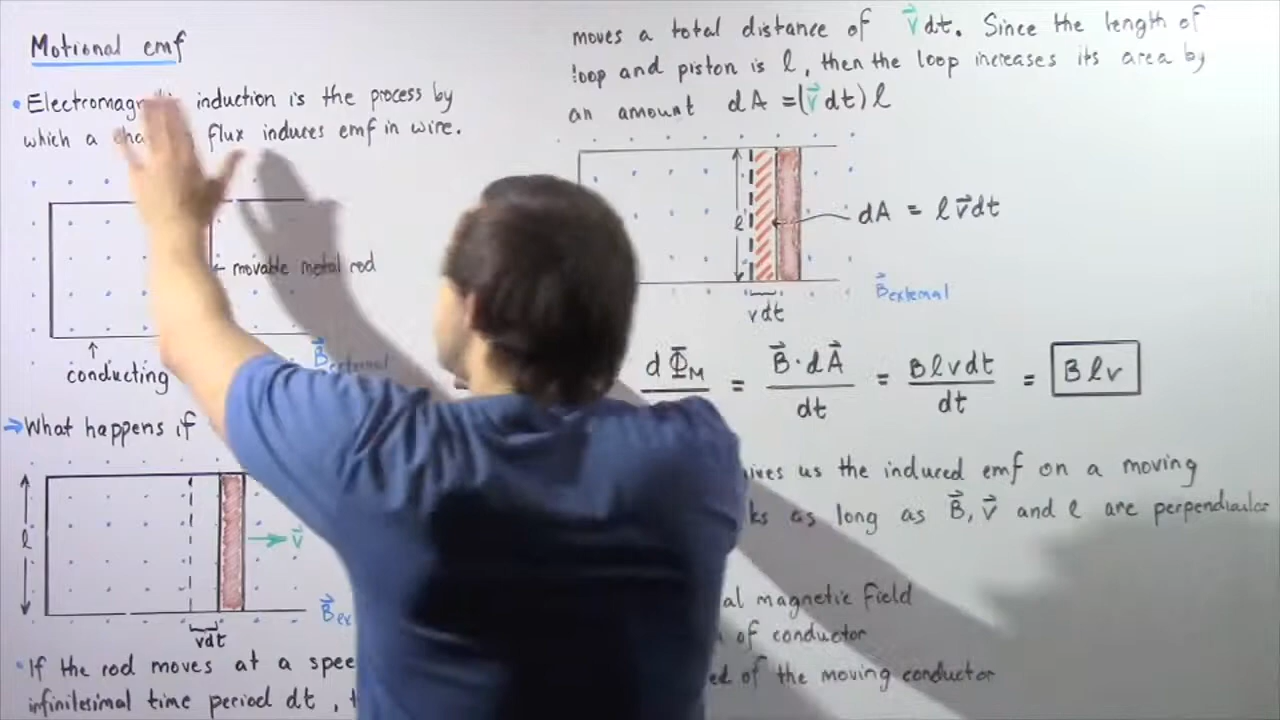 Motional emf
• Electromagn induction is the process by
which a cha flux induces emf in wire.
movable metal rod
B⃗external
conducting
→ What happens if
l
v⃗
B⃗ex
vdt
• If the rod moves at a spee
infinitesimal time period dt ,
moves a total distance of v⃗dt. Since the length of
loop and piston is l, then the loop increases its area by
an amount dA = (v⃗dt)l
l
dA = l v⃗dt
B⃗external
vdt
dΦ̄M = B⃗·dA⃗/dt = Blvdt/dt = Blv
ives us the induced emf on a moving
ks as long as B⃗, v⃗ and l are perpendicular
al magnetic field
of conductor
ed of the moving conductor